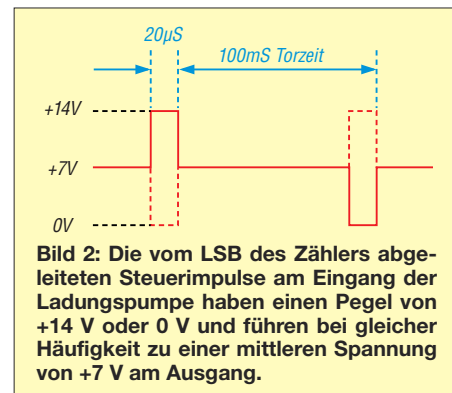 20µS
100mS Torzeit
+14V
+7V
0V
Bild 2: Die vom LSB des Zählers abge-
leiteten Steuerimpulse am Eingang der
Ladungspumpe haben einen Pegel von
+14 V oder 0 V und führen bei gleicher
Häufigkeit zu einer mittleren Spannung
von +7 V am Ausgang.